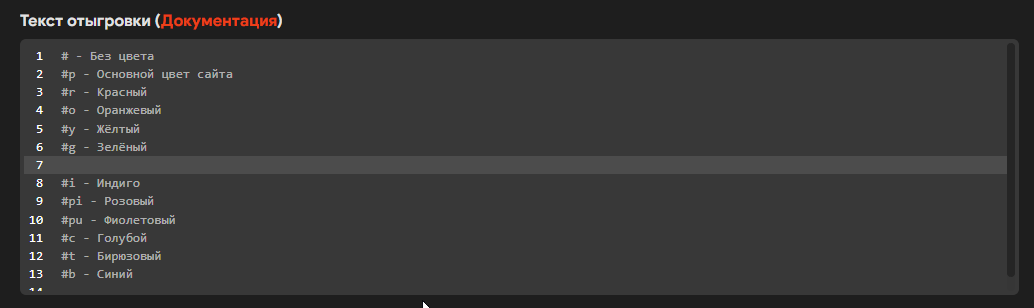 Текст отыгровки (Документация)
1 # - Без цвета
2 #p - Основной цвет сайта
3 #r - Красный
4 #o - Оранжевый
5 #y - Жёлтый
6 #g - Зелёный
7
8 #i - Индиго
9 #pi - Розовый
10 #pu - Фиолетовый
11 #c - Голубой
12 #t - Бирюзовый
13 #b - Синий
14